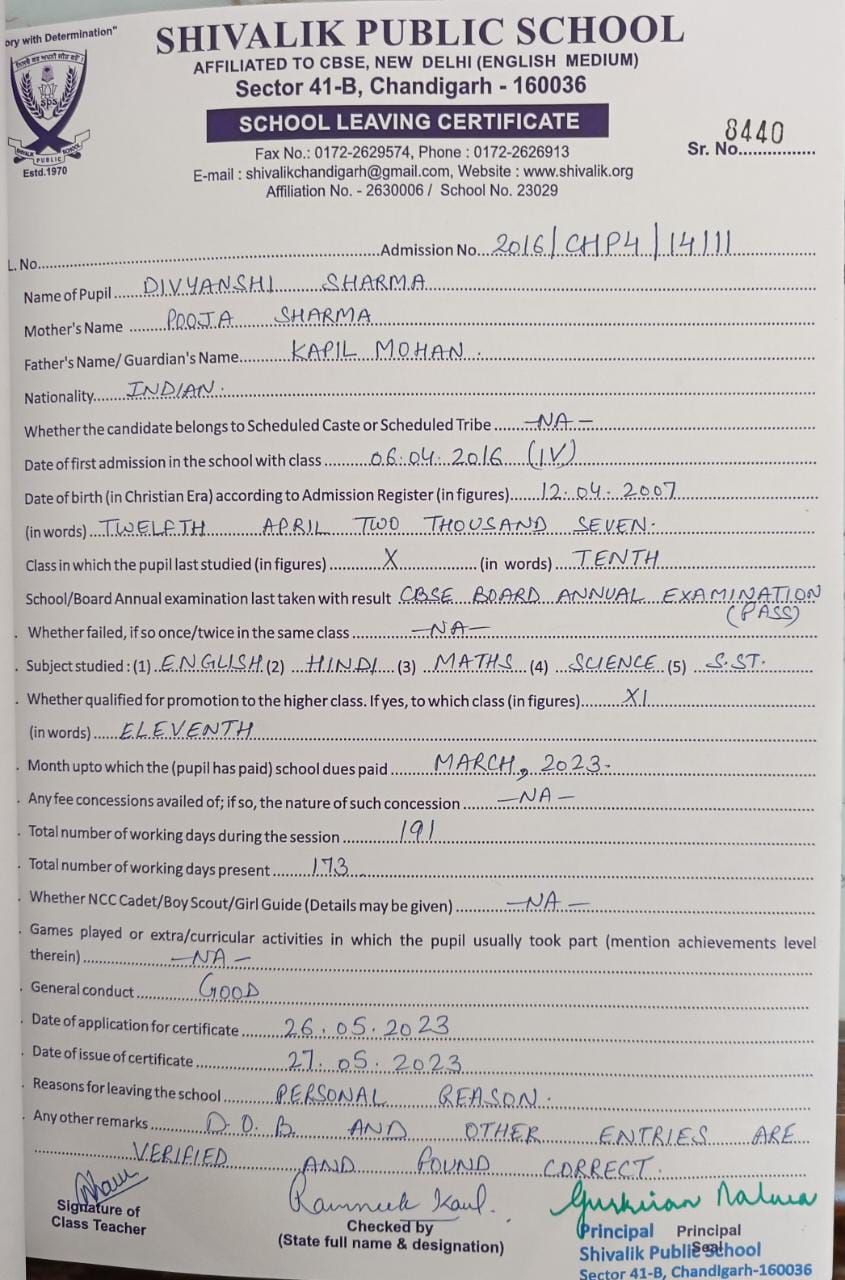 ory with Determination"
SHIVALIK PUBLIC SCHOOL
AFFILIATED TO CBSE, NEW DELHI (ENGLISH MEDIUM)
Sector 41-B, Chandigarh - 160036
SCHOOL LEAVING CERTIFICATE
SPS
SHIVALIK PUBLIC SCHOOL
Estd.1970
Fax No.: 0172-2629574, Phone : 0172-2626913
E-mail : shivalikchandigarh@gmail.com, Website : www.shivalik.org
Affiliation No. - 2630006 / School No. 23029
Sr. No. 8440
L. No. Admission No. 2016/CHP4/14111
Name of Pupil DIVYANSHI SHARMA
Mother's Name POOJA SHARMA
Father's Name/ Guardian's Name KAPIL MOHAN.
Nationality INDIAN.
Whether the candidate belongs to Scheduled Caste or Scheduled Tribe -NA-
Date of first admission in the school with class 06.04.2016 (IV)
Date of birth (in Christian Era) according to Admission Register (in figures) 12.04.2007
(in words) TWELFTH APRIL TWO THOUSAND SEVEN.
Class in which the pupil last studied (in figures) X (in words) TENTH
School/Board Annual examination last taken with result CBSE BOARD ANNUAL EXAMINATION
(PASS)
. Whether failed, if so once/twice in the same class -NA-
. Subject studied : (1) ENGLISH (2) HINDI (3) MATHS (4) SCIENCE (5) S.ST.
. Whether qualified for promotion to the higher class. If yes, to which class (in figures) XI
(in words) ELEVENTH
. Month upto which the (pupil has paid) school dues paid MARCH, 2023.
. Any fee concessions availed of; if so, the nature of such concession -NA-
. Total number of working days during the session 191
. Total number of working days present 173
. Whether NCC Cadet/Boy Scout/Girl Guide (Details may be given) -NA-
. Games played or extra/curricular activities in which the pupil usually took part (mention achievements level
therein) -NA-
. General conduct GOOD
. Date of application for certificate 26.05.2023
. Date of issue of certificate 27.05.2023
. Reasons for leaving the school PERSONAL REASON.
. Any other remarks D.O.B. AND OTHER ENTRIES ARE
VERIFIED AND FOUND CORRECT.
Signature of
Class Teacher
Ramneek Kaul.
Checked by
(State full name & designation)
Principal Principal
Seal
Shivalik Public School
Sector 41-B, Chandigarh-160036